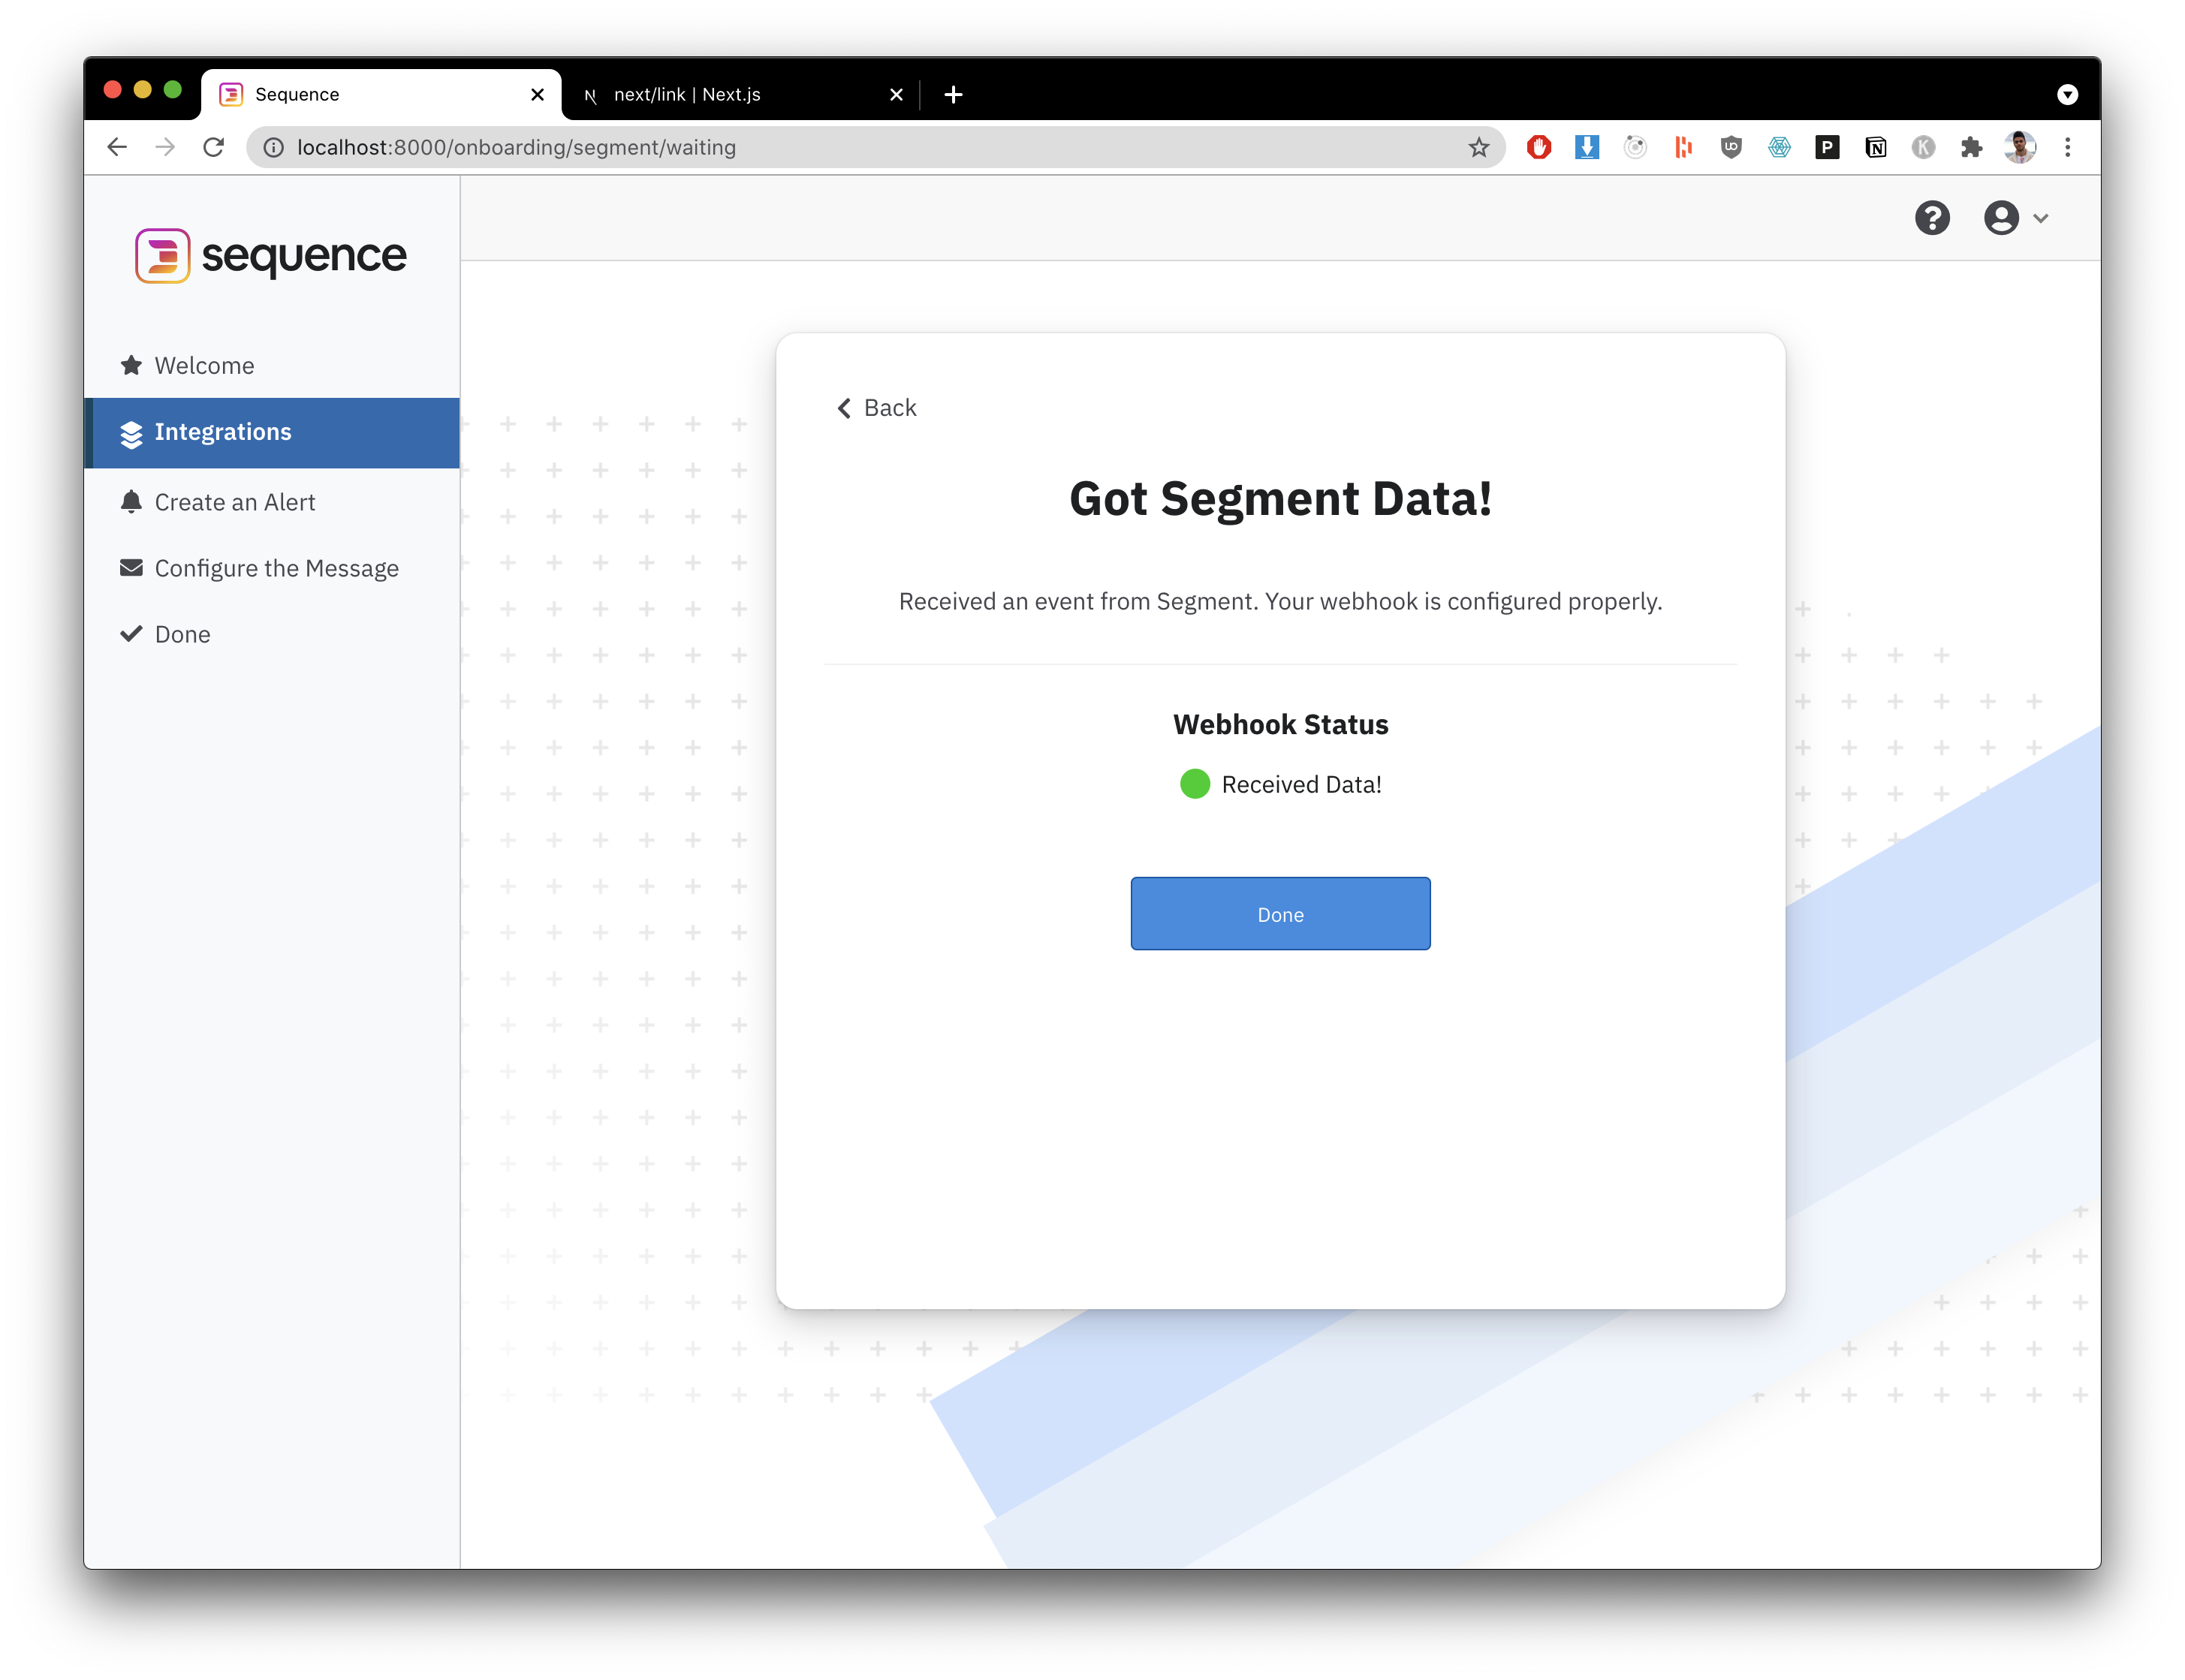 Sequence
next/link | Next.js
localhost:8000/onboarding/segment/waiting
sequence
Welcome
Integrations
Create an Alert
Configure the Message
Done
Back
Got Segment Data!
Received an event from Segment. Your webhook is configured properly.
Webhook Status
Received Data!
Done